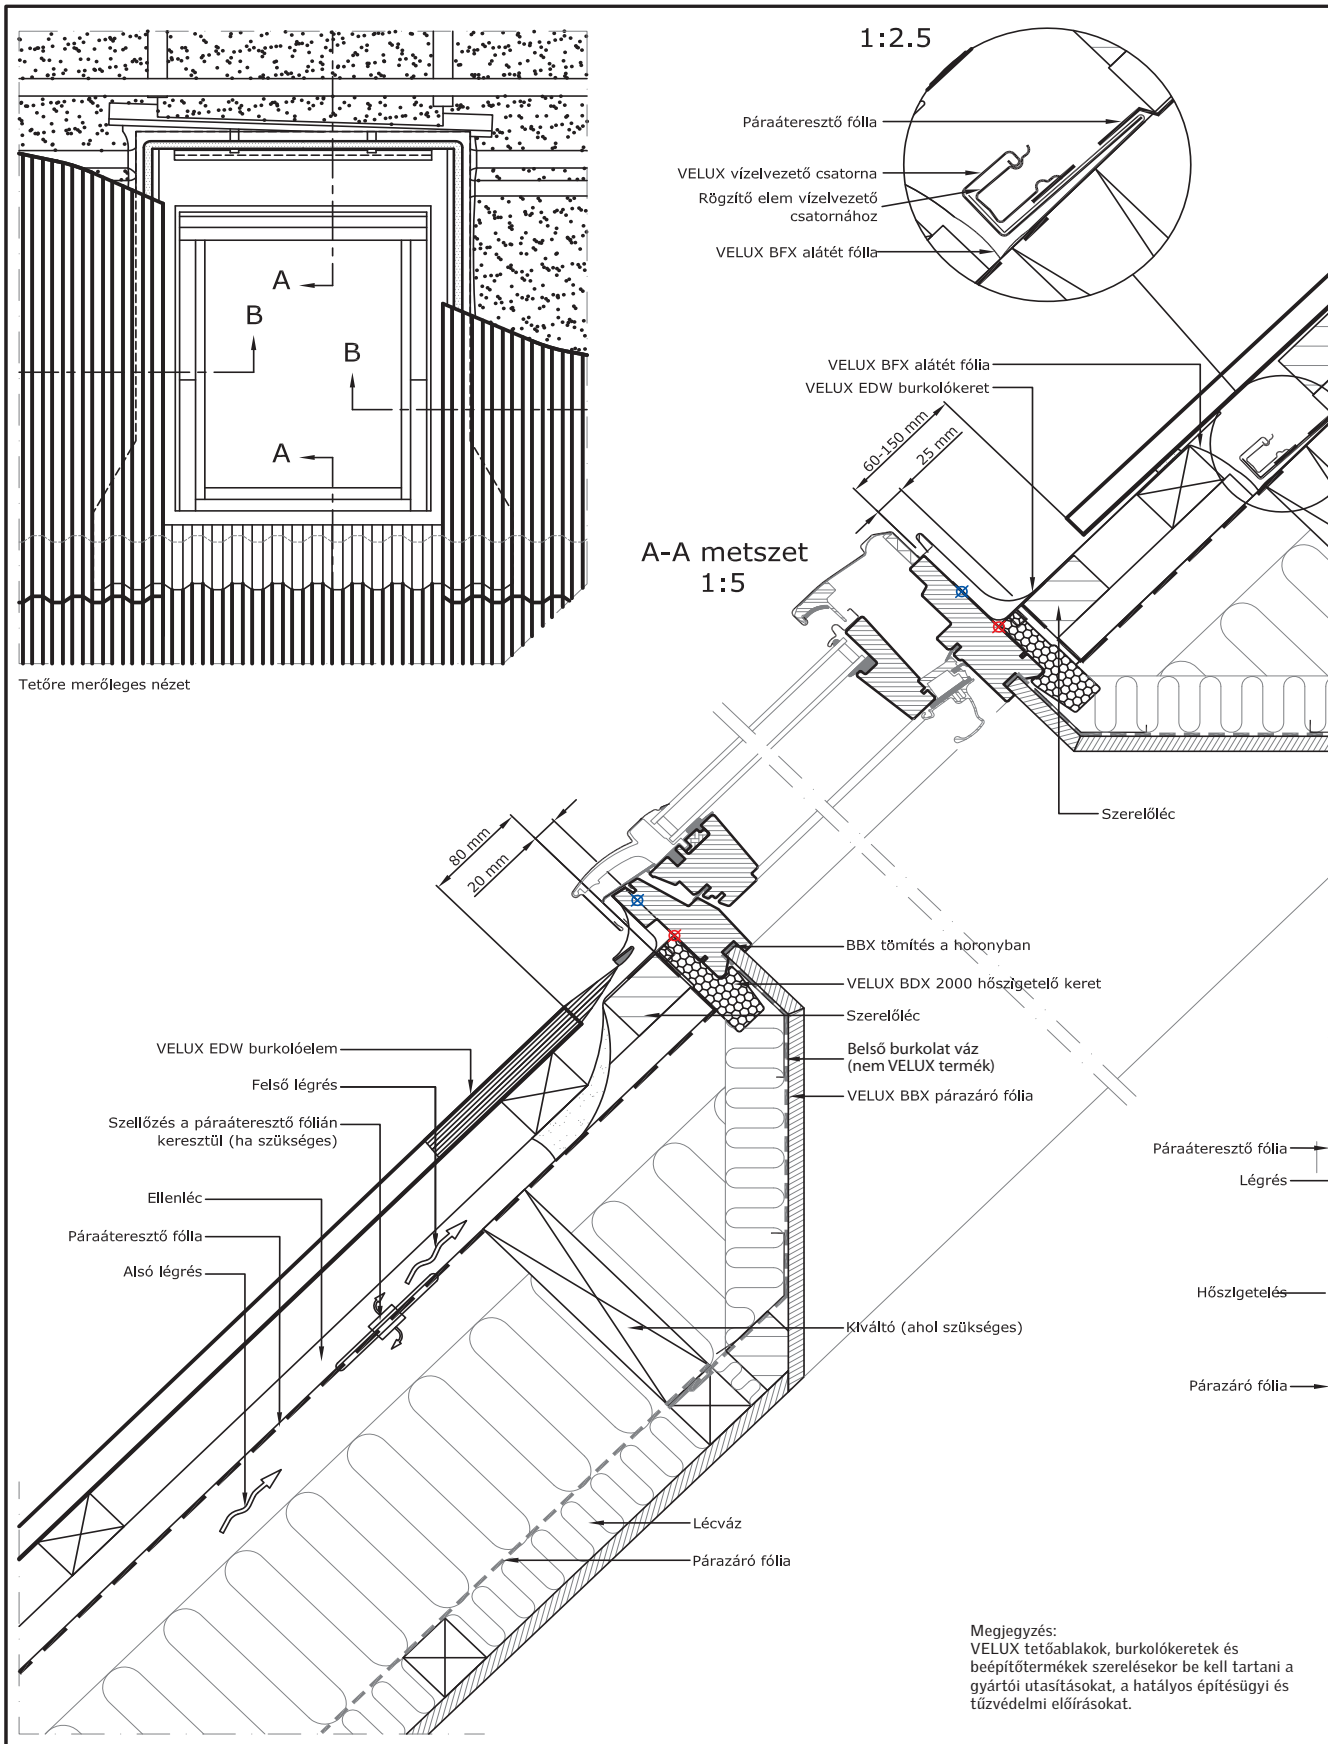 1:2.5
Páraáteresztő fólia
VELUX vízelvezető csatorna
Rögzítő elem vízelvezető
csatornához
VELUX BFX alátét fólia
A
B
B
A
Tetőre merőleges nézet
VELUX BFX alátét fólia
VELUX EDW burkolókeret
60-150 mm
25 mm
A-A metszet
1:5
Szerelőléc
80 mm
20 mm
BBX tömítés a horonyban
VELUX BDX 2000 hőszigetelő keret
Szerelőléc
Belső burkolat váz
(nem VELUX termék)
VELUX BBX párazáró fólia
VELUX EDW burkolóelem
Felső légrés
Szellőzés a páraáteresztő fólián
keresztül (ha szükséges)
Ellenléc
Páraáteresztő fólia
Alsó légrés
Páraáteresztő fólia
Légrés
Hőszigetelés
Párazáró fólia
Kiváltó (ahol szükséges)
Lécváz
Párazáró fólia
Megjegyzés:
VELUX tetőablakok, burkolókeretek és
beépítőtermékek szerelésekor be kell tartani a
gyártói utasításokat, a hatályos építésügyi és
tűzvédelmi előírásokat.